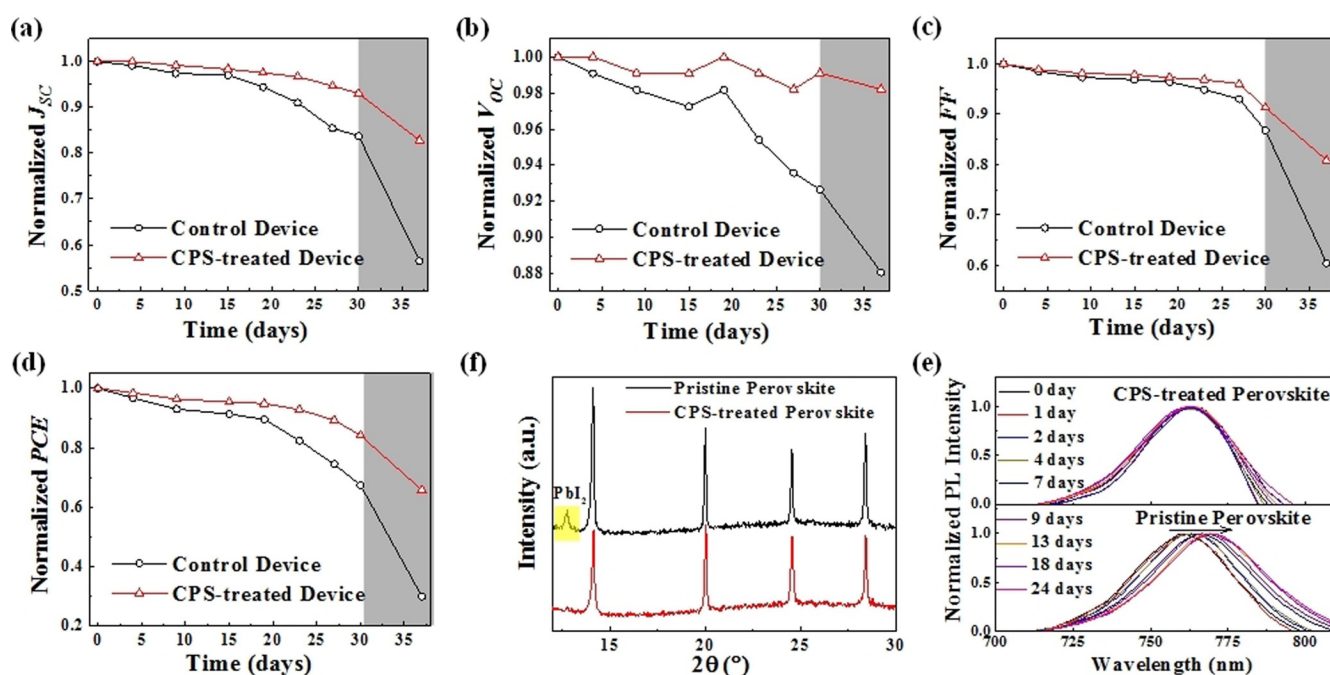 (a)
1.0
0.9
0.8
0.7
0.6
0.5
Normalized JSC
Control Device
CPS-treated Device
0 5 10 15 20 25 30 35
Time (days)
(b)
1.00
0.98
0.96
0.94
0.92
0.90
0.88
Normalized VOC
Control Device
CPS-treated Device
0 5 10 15 20 25 30 35
Time (days)
(c)
1.0
0.9
0.8
0.7
0.6
Normalized FF
Control Device
CPS-treated Device
0 5 10 15 20 25 30 35
Time (days)
(d)
1.0
0.8
0.6
0.4
0.2
Normalized PCE
Control Device
CPS-treated Device
0 5 10 15 20 25 30 35
Time (days)
(f)
Pristine Perovskite
CPS-treated Perovskite
PbI2
Intensity (a.u.)
15 20 25 30
2θ (°)
(e)
0 day
1 day
2 days
4 days
7 days
CPS-treated Perovskite
1.0
0.5
0.0
9 days
13 days
18 days
24 days
Pristine Perovskite
1.0
0.5
0.0
Normalized PL Intensity
700 725 750 775 800
Wavelength (nm)